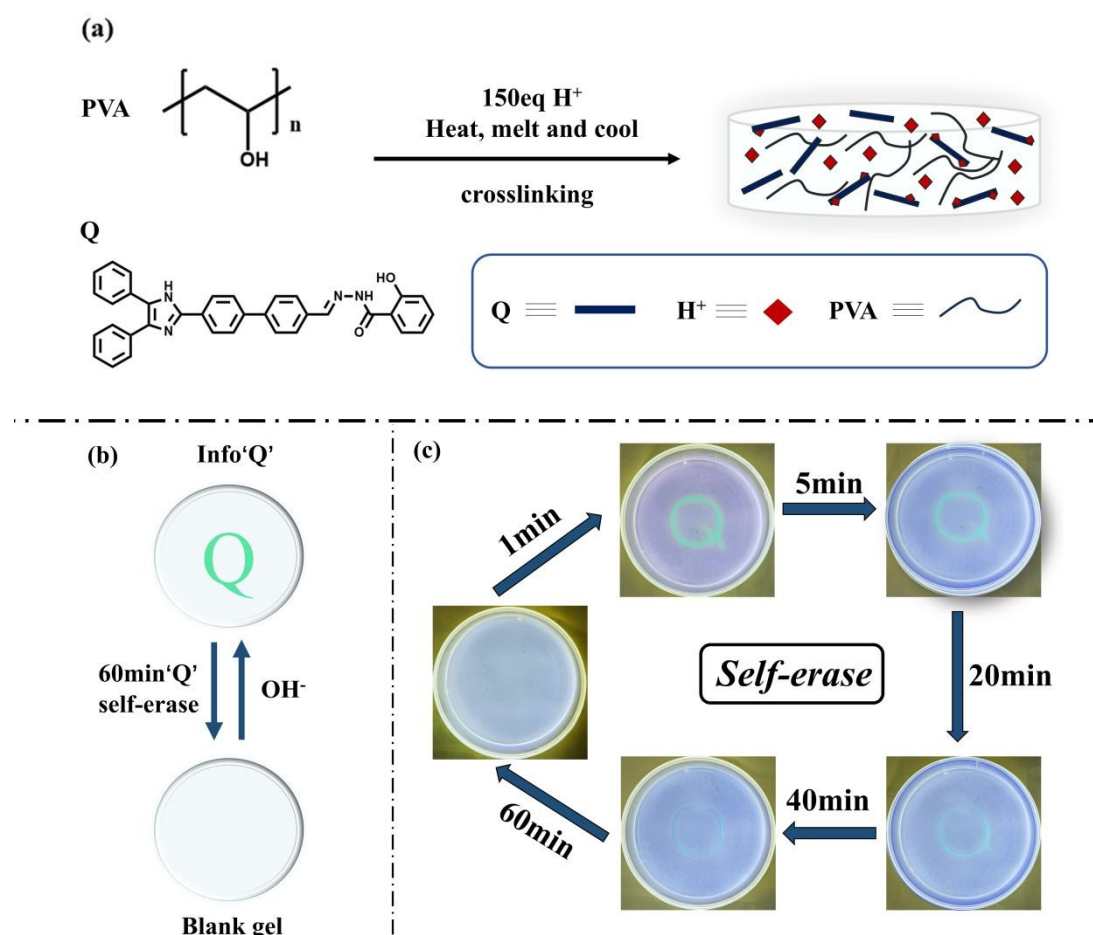 (a)
PVA
n
OH
150eq H⁺
Heat, melt and cool
crosslinking
Q
H
N
N
N
NH
O
HO
Q
H⁺
PVA
(b)
Info‘Q’
Q
60min‘Q’
self-erase
OH⁻
Blank gel
(c)
1min
Q
5min
Q
Self-erase
20min
Q
40min
60min